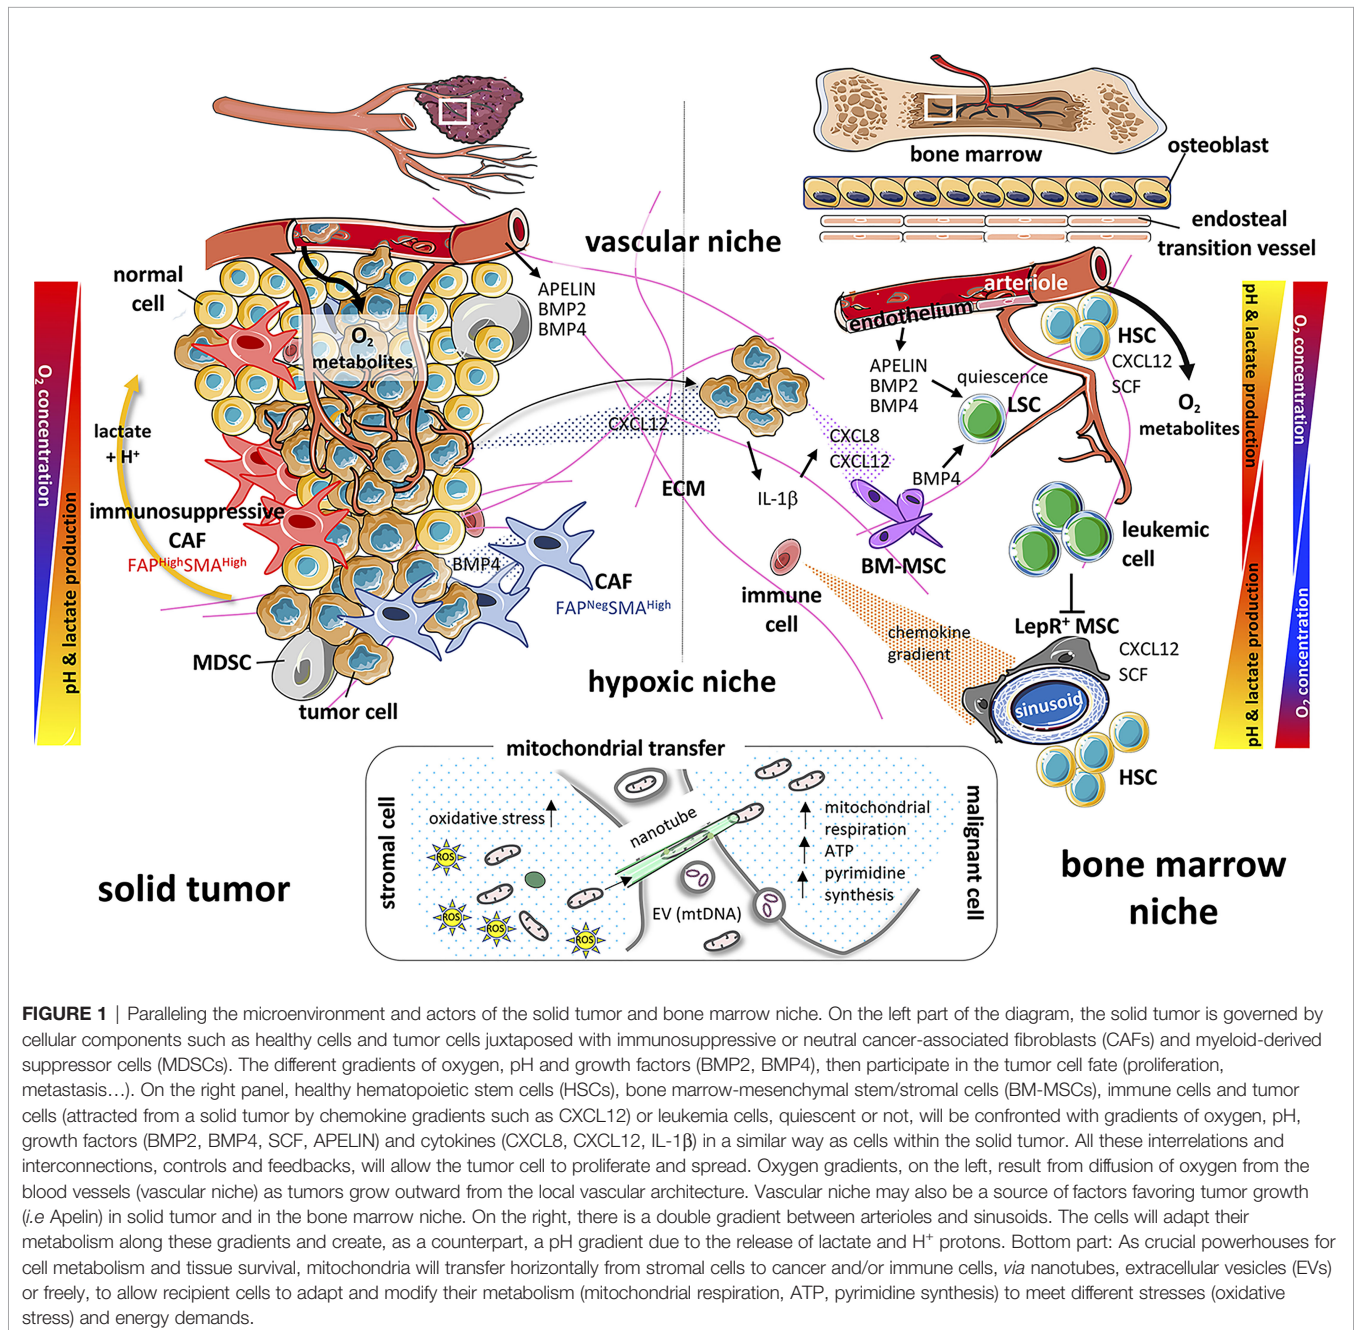 bone marrow
osteoblast
endosteal
transition vessel
vascular niche
normal
cell
APELIN
BMP2
BMP4
O₂
metabolites
O₂ concentration
pH & lactate production
lactate
+ H⁺
immunosuppressive
CAF
FAPᴴⁱᵍʰSMAᴴⁱᵍʰ
BMP4
CAF
FAPᴺᵉᵍSMAᴴⁱᵍʰ
MDSC
tumor cell
CXCL12
ECM
IL-1β
CXCL8
CXCL12
BM-MSC
immune
cell
chemokine
gradient
hypoxic niche
arteriole
endothelium
APELIN
BMP2
BMP4
quiescence
LSC
BMP4
HSC
CXCL12
SCF
O₂
metabolites
leukemic
cell
LepR⁺ MSC
CXCL12
SCF
sinusoid
HSC
pH & lactate production
O₂ concentration
pH & lactate production
O₂ concentration
solid tumor
bone marrow
niche
mitochondrial transfer
stromal cell
oxidative stress
ROS
ROS
ROS
ROS
nanotube
EV (mtDNA)
mitochondrial
respiration
ATP
pyrimidine
synthesis
malignant cell
FIGURE 1 | Paralleling the microenvironment and actors of the solid tumor and bone marrow niche. On the left part of the diagram, the solid tumor is governed by
cellular components such as healthy cells and tumor cells juxtaposed with immunosuppressive or neutral cancer-associated fibroblasts (CAFs) and myeloid-derived
suppressor cells (MDSCs). The different gradients of oxygen, pH and growth factors (BMP2, BMP4), then participate in the tumor cell fate (proliferation,
metastasis…). On the right panel, healthy hematopoietic stem cells (HSCs), bone marrow-mesenchymal stem/stromal cells (BM-MSCs), immune cells and tumor
cells (attracted from a solid tumor by chemokine gradients such as CXCL12) or leukemia cells, quiescent or not, will be confronted with gradients of oxygen, pH,
growth factors (BMP2, BMP4, SCF, APELIN) and cytokines (CXCL8, CXCL12, IL-1β) in a similar way as cells within the solid tumor. All these interrelations and
interconnections, controls and feedbacks, will allow the tumor cell to proliferate and spread. Oxygen gradients, on the left, result from diffusion of oxygen from the
blood vessels (vascular niche) as tumors grow outward from the local vascular architecture. Vascular niche may also be a source of factors favoring tumor growth
(i.e Apelin) in solid tumor and in the bone marrow niche. On the right, there is a double gradient between arterioles and sinusoids. The cells will adapt their
metabolism along these gradients and create, as a counterpart, a pH gradient due to the release of lactate and H⁺ protons. Bottom part: As crucial powerhouses for
cell metabolism and tissue survival, mitochondria will transfer horizontally from stromal cells to cancer and/or immune cells, via nanotubes, extracellular vesicles (EVs)
or freely, to allow recipient cells to adapt and modify their metabolism (mitochondrial respiration, ATP, pyrimidine synthesis) to meet different stresses (oxidative
stress) and energy demands.